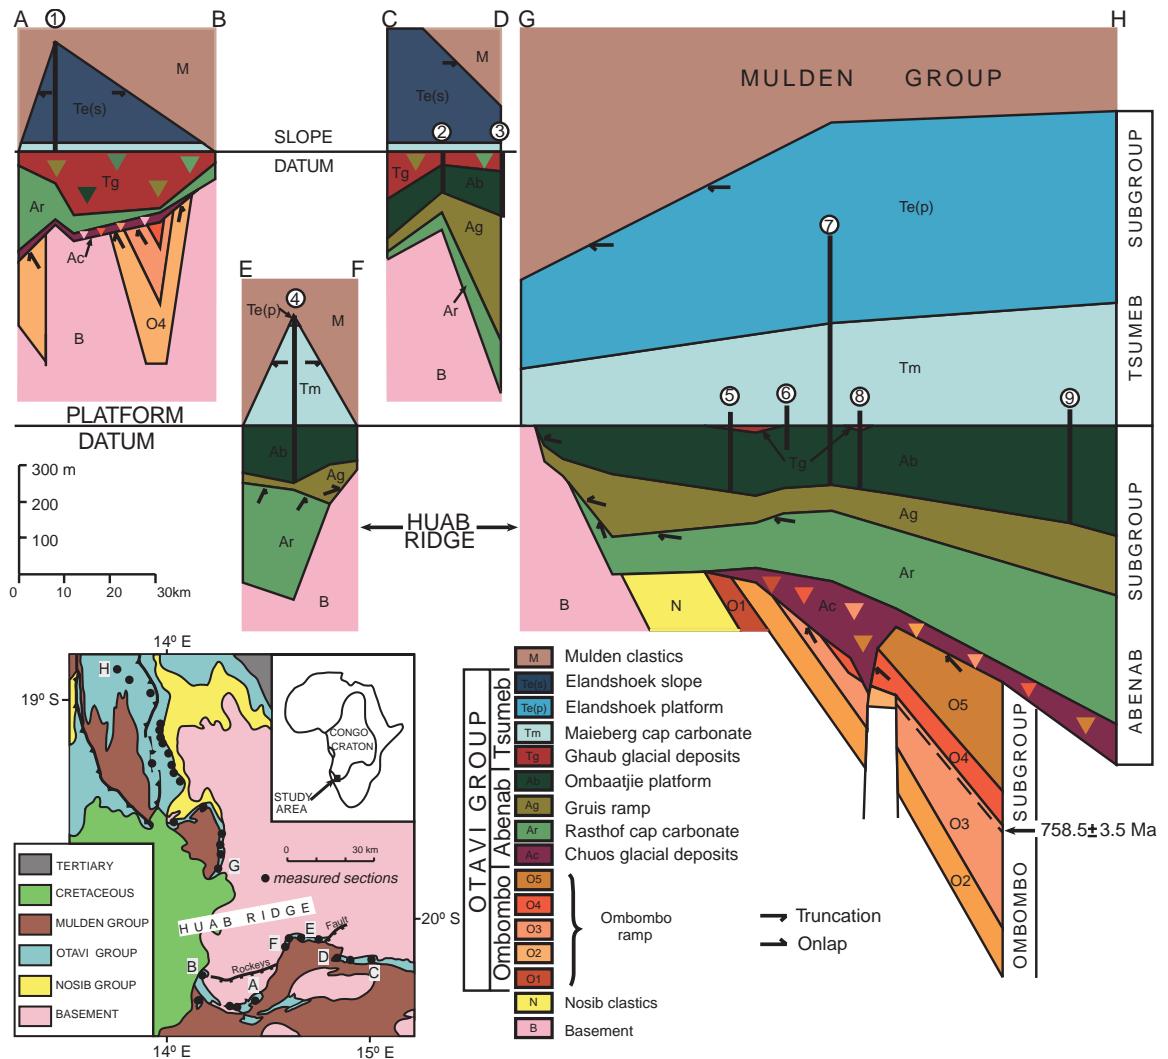 A
1
B
C
D
G
H
M
MULDEN GROUP
M
Te(s)
Te(s)
2
3
SLOPE
DATUM
Tg
Tg
Ab
Ar
Ag
Ac
E
F
O4
B
Te(p)
4
M
Ar
B
Te(p)
7
Tm
Tm
5
6
8
9
TSUMEB SUBGROUP
PLATFORM
DATUM
Ab
Tg
Ab
300 m
200
100
Ag
Ag
HUAB
RIDGE
Ar
Ar
0 10 20 30km
B
B
N
O1
Ac
ABENAB SUBGROUP
O5
O4
O3
O2
758.5±3.5 Ma
OMBOMBO SUBGROUP
14º E
H
19º S
CONGO
CRATON
STUDY
AREA
G
0 30 km
measured sections
HUAB RIDGE
20º S
Fault
E
F
D
B
Rockeys
C
A
14º E
15º E
TERTIARY
CRETACEOUS
MULDEN GROUP
OTAVI GROUP
NOSIB GROUP
BASEMENT
OTAVI GROUP
Tsumeb
Abenab
Ombombo
M Mulden clastics
Te(s) Elandshoek slope
Te(p) Elandshoek platform
Tm Maieberg cap carbonate
Tg Ghaub glacial deposits
Ab Ombaatjie platform
Ag Gruis ramp
Ar Rasthof cap carbonate
Ac Chuos glacial deposits
O5
O4
O3
O2
O1
Ombombo
ramp
N Nosib clastics
B Basement
Truncation
Onlap